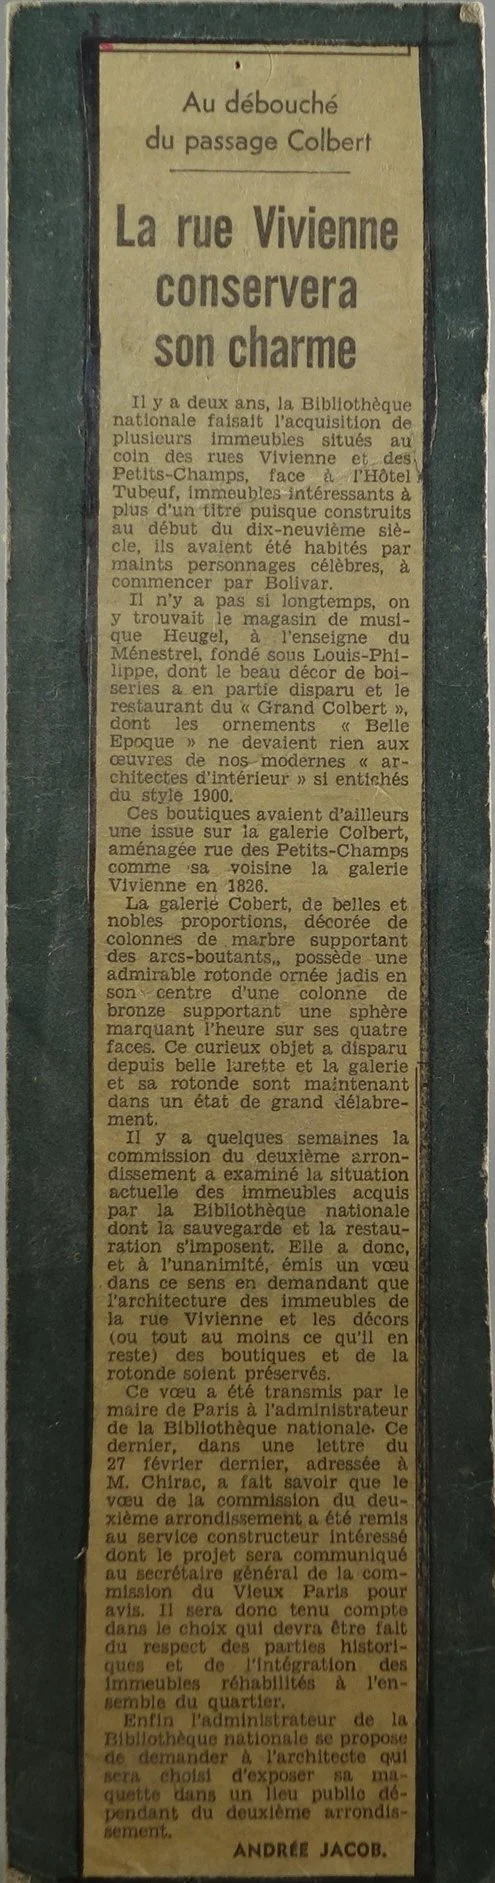 Au débouché
du passage Colbert
La rue Vivienne
conservera
son charme
Il y a deux ans, la Bibliothèque
nationale faisait l'acquisition de
plusieurs immeubles situés au
coin des rues Vivienne et des
Petits-Champs, face à l'Hôtel
Tubeuf, immeubles intéressants à
plus d'un titre puisque construits
au début du dix-neuvième siè-
cle, ils avaient été habités par
maints personnages célèbres, à
commencer par Bolivar.
Il n'y a pas si longtemps, on
y trouvait le magasin de musi-
que Heugel, à l'enseigne du
Ménestrel, fondé sous Louis-Phi-
lippe, dont le beau décor de boi-
series a en partie disparu et le
restaurant du « Grand Colbert »,
dont les ornements « Belle
Epoque » ne devaient rien aux
œuvres de nos modernes « ar-
chitectes d'intérieur » si entichés
du style 1900.
Ces boutiques avaient d'ailleurs
une issue sur la galerie Colbert,
aménagée rue des Petits-Champs
comme sa voisine la galerie
Vivienne en 1826.
La galerie Cobert, de belles et
nobles proportions, décorée de
colonnes de marbre supportant
des arcs-boutants,, possède une
admirable rotonde ornée jadis en
son centre d'une colonne de
bronze supportant une sphère
marquant l'heure sur ses quatre
faces. Ce curieux objet a disparu
depuis belle lurette et la galerie
et sa rotonde sont maintenant
dans un état de grand délabre-
ment.
Il y a quelques semaines la
commission du deuxième arron-
dissement a examiné la situation
actuelle des immeubles acquis
par la Bibliothèque nationale
dont la sauvegarde et la restau-
ration s'imposent. Elle a donc,
et à l'unanimité, émis un vœu
dans ce sens en demandant que
l'architecture des immeubles de
la rue Vivienne et les décors
(ou tout au moins ce qu'il en
reste) des boutiques et de la
rotonde soient préservés.
Ce vœu a été transmis par le
maire de Paris à l'administrateur
de la Bibliothèque nationale. Ce
dernier, dans une lettre du
27 février dernier, adressée à
M. Chirac, a fait savoir que le
vœu de la commission du deu-
xième arrondissement a été remis
au service constructeur intéressé
dont le projet sera communiqué
au secrétaire général de la com-
mission du Vieux Paris pour
avis. Il sera donc tenu compte
dans le choix qui devra être fait
du respect des parties histori-
ques et de l'intégration des
immeubles réhabilités à l'en-
semble du quartier.
Enfin l'administrateur de la
Bibliothèque nationale se propose
de demander à l'architecte qui
sera choisi d'exposer sa ma-
quette dans un lieu public dé-
pendant du deuxième arrondis-
sement.
ANDRÉE JACOB.